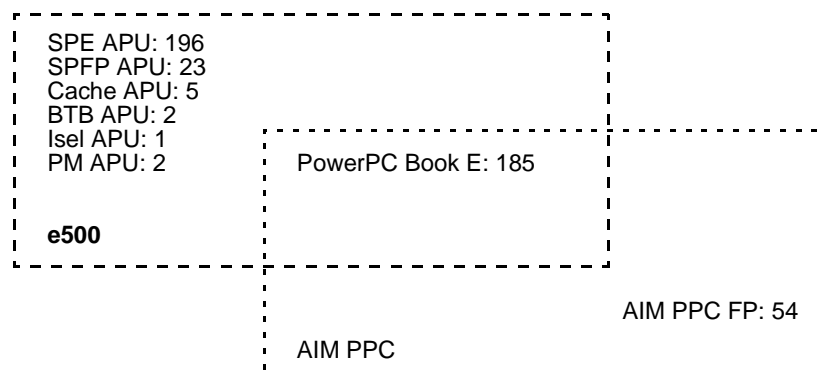 SPE APU: 196
SPFP APU: 23
Cache APU: 5
BTB APU: 2
Isel APU: 1
PM APU: 2
PowerPC Book E: 185
e500
AIM PPC FP: 54
AIM PPC